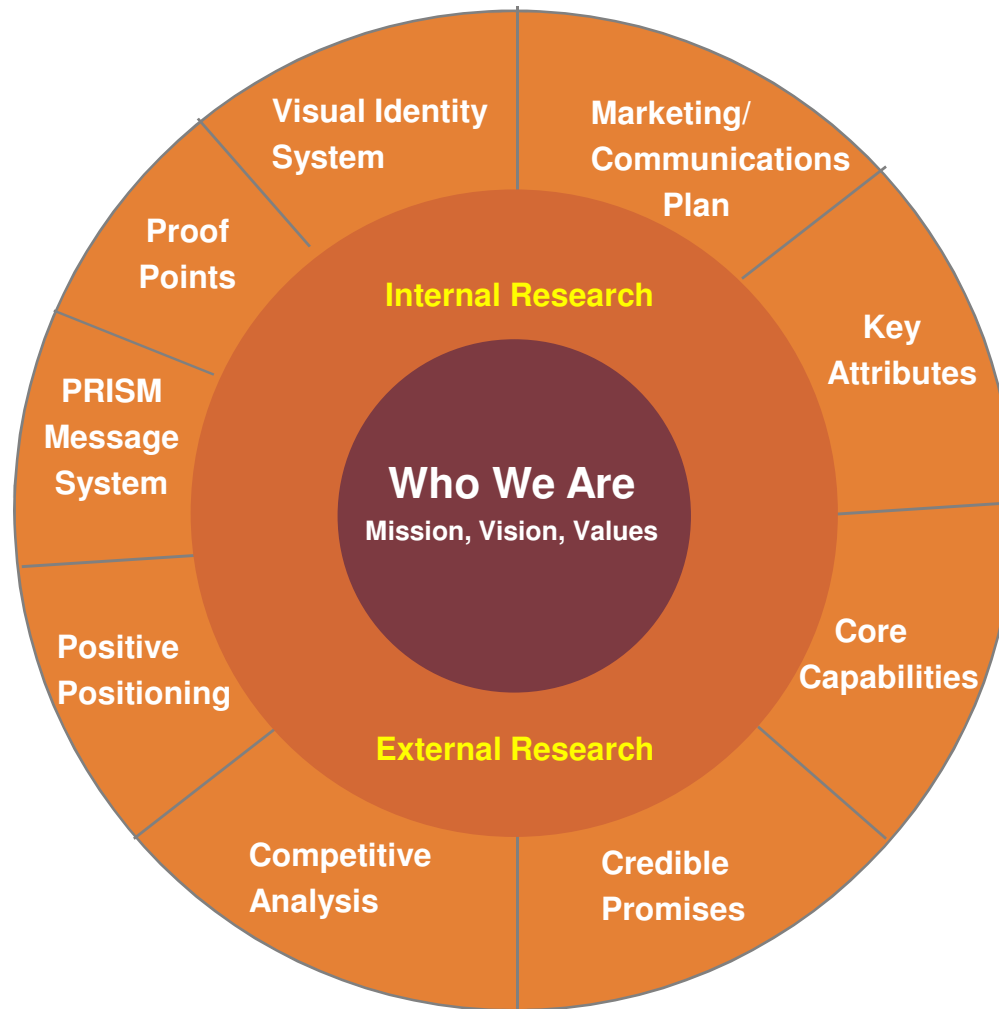 Visual Identity
System
Marketing/
Communications
Plan
Proof
Points
Internal Research
Key
Attributes
PRISM
Message
System
Who We Are
Mission, Vision, Values
Positive
Positioning
Core
Capabilities
External Research
Competitive
Analysis
Credible
Promises